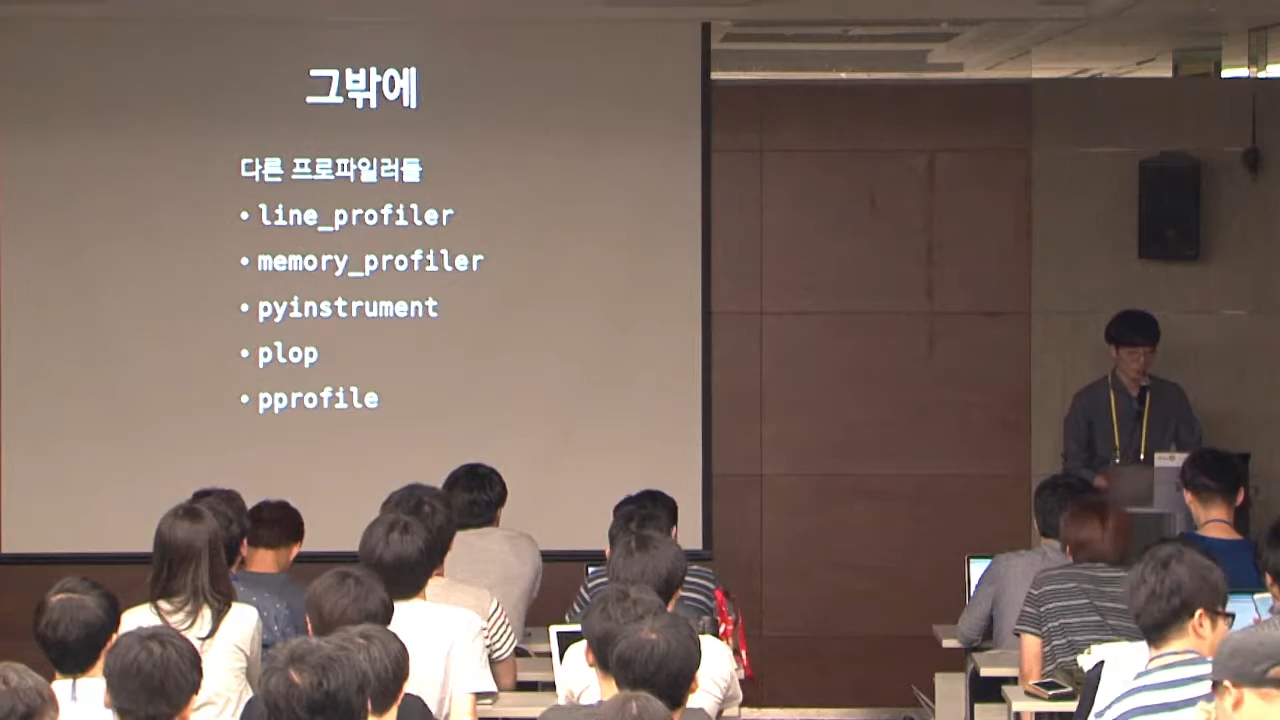 그밖에
다른 프로파일러들
• line_profiler
• memory_profiler
• pyinstrument
• plop
• pprofile